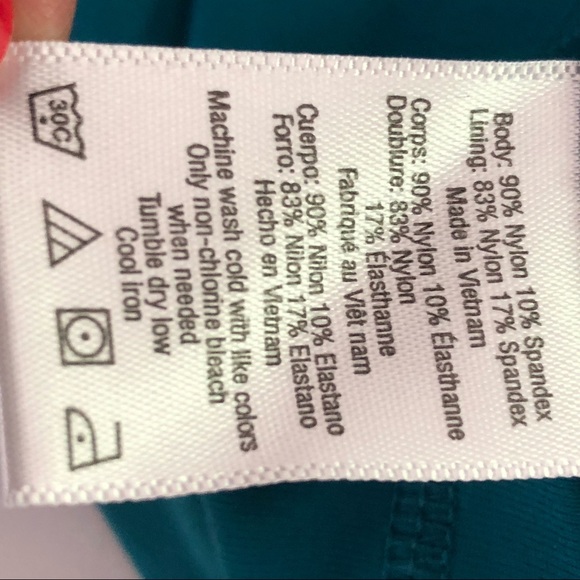 Body: 90% Nylon 10% Spandex
Lining: 83% Nylon 17% Spandex
Made in Vietnam
Corps: 90% Nylon 10% Élasthanne
Doublure: 83% Nylon
17% Élasthanne
Fabriqué au Viêt nam
Cuerpo: 90% Nilon 10% Elastano
Forro: 83% Nilon 17% Elastano
Hecho en Vietnam
Machine wash cold with like colors
Only non-chlorine bleach
when needed
Tumble dry low
Cool iron
30C